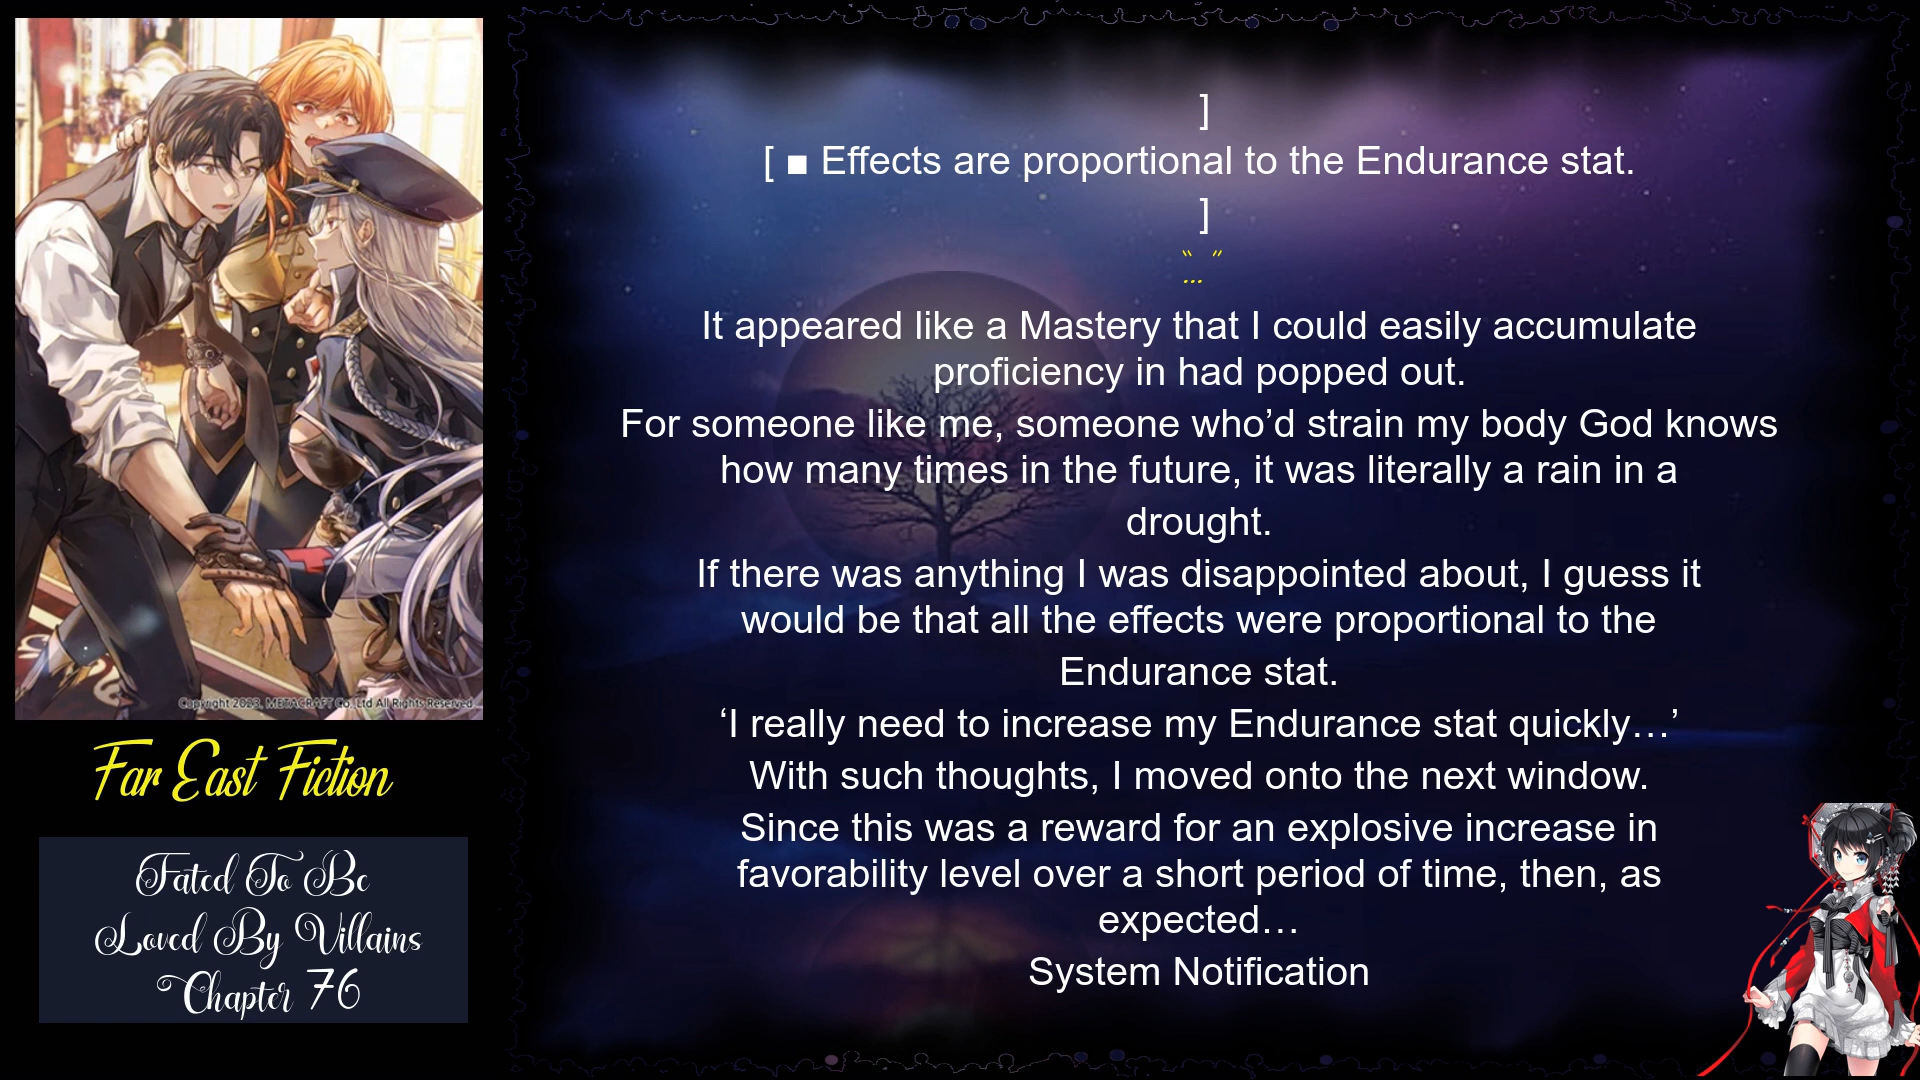 Copyright 2023. METACRAFT Co.,Ltd All Rights Reserved.
Far East Fiction
Fated To Be
Loved By Villains
Chapter 76
]
[ ■ Effects are proportional to the Endurance stat.
]
“…”
It appeared like a Mastery that I could easily accumulate
proficiency in had popped out.
For someone like me, someone who’d strain my body God knows
how many times in the future, it was literally a rain in a
drought.
If there was anything I was disappointed about, I guess it
would be that all the effects were proportional to the
Endurance stat.
‘I really need to increase my Endurance stat quickly…’
With such thoughts, I moved onto the next window.
Since this was a reward for an explosive increase in
favorability level over a short period of time, then, as
expected…
System Notification